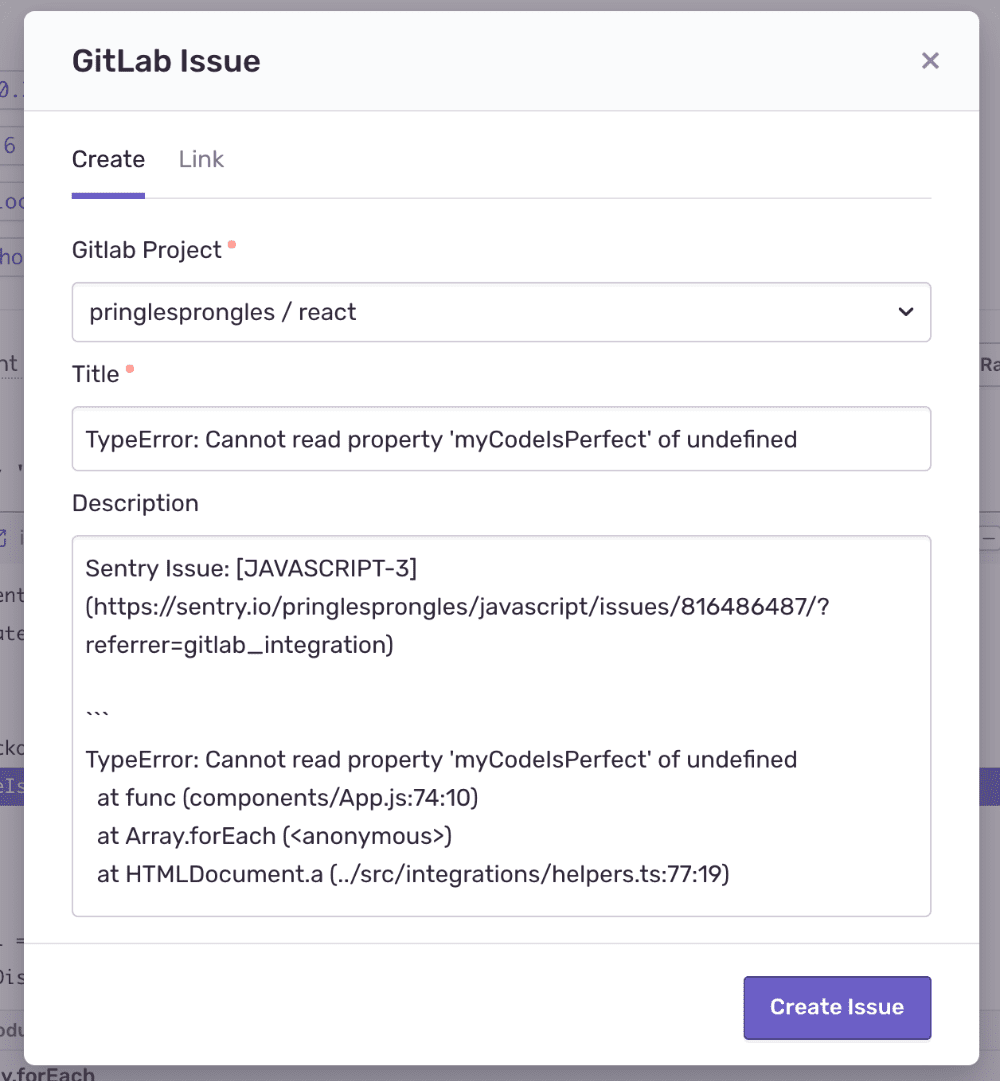 GitLab Issue
Create Link
Gitlab Project
pringlesprongles / react
Title
TypeError: Cannot read property 'myCodeIsPerfect' of undefined
Description
Sentry Issue: [JAVASCRIPT-3]
(https://sentry.io/pringlesprongles/javascript/issues/816486487/?
referrer=gitlab_integration)
```
TypeError: Cannot read property 'myCodeIsPerfect' of undefined
at func (components/App.js:74:10)
at Array.forEach (<anonymous>)
at HTMLDocument.a (../src/integrations/helpers.ts:77:19)
Create Issue